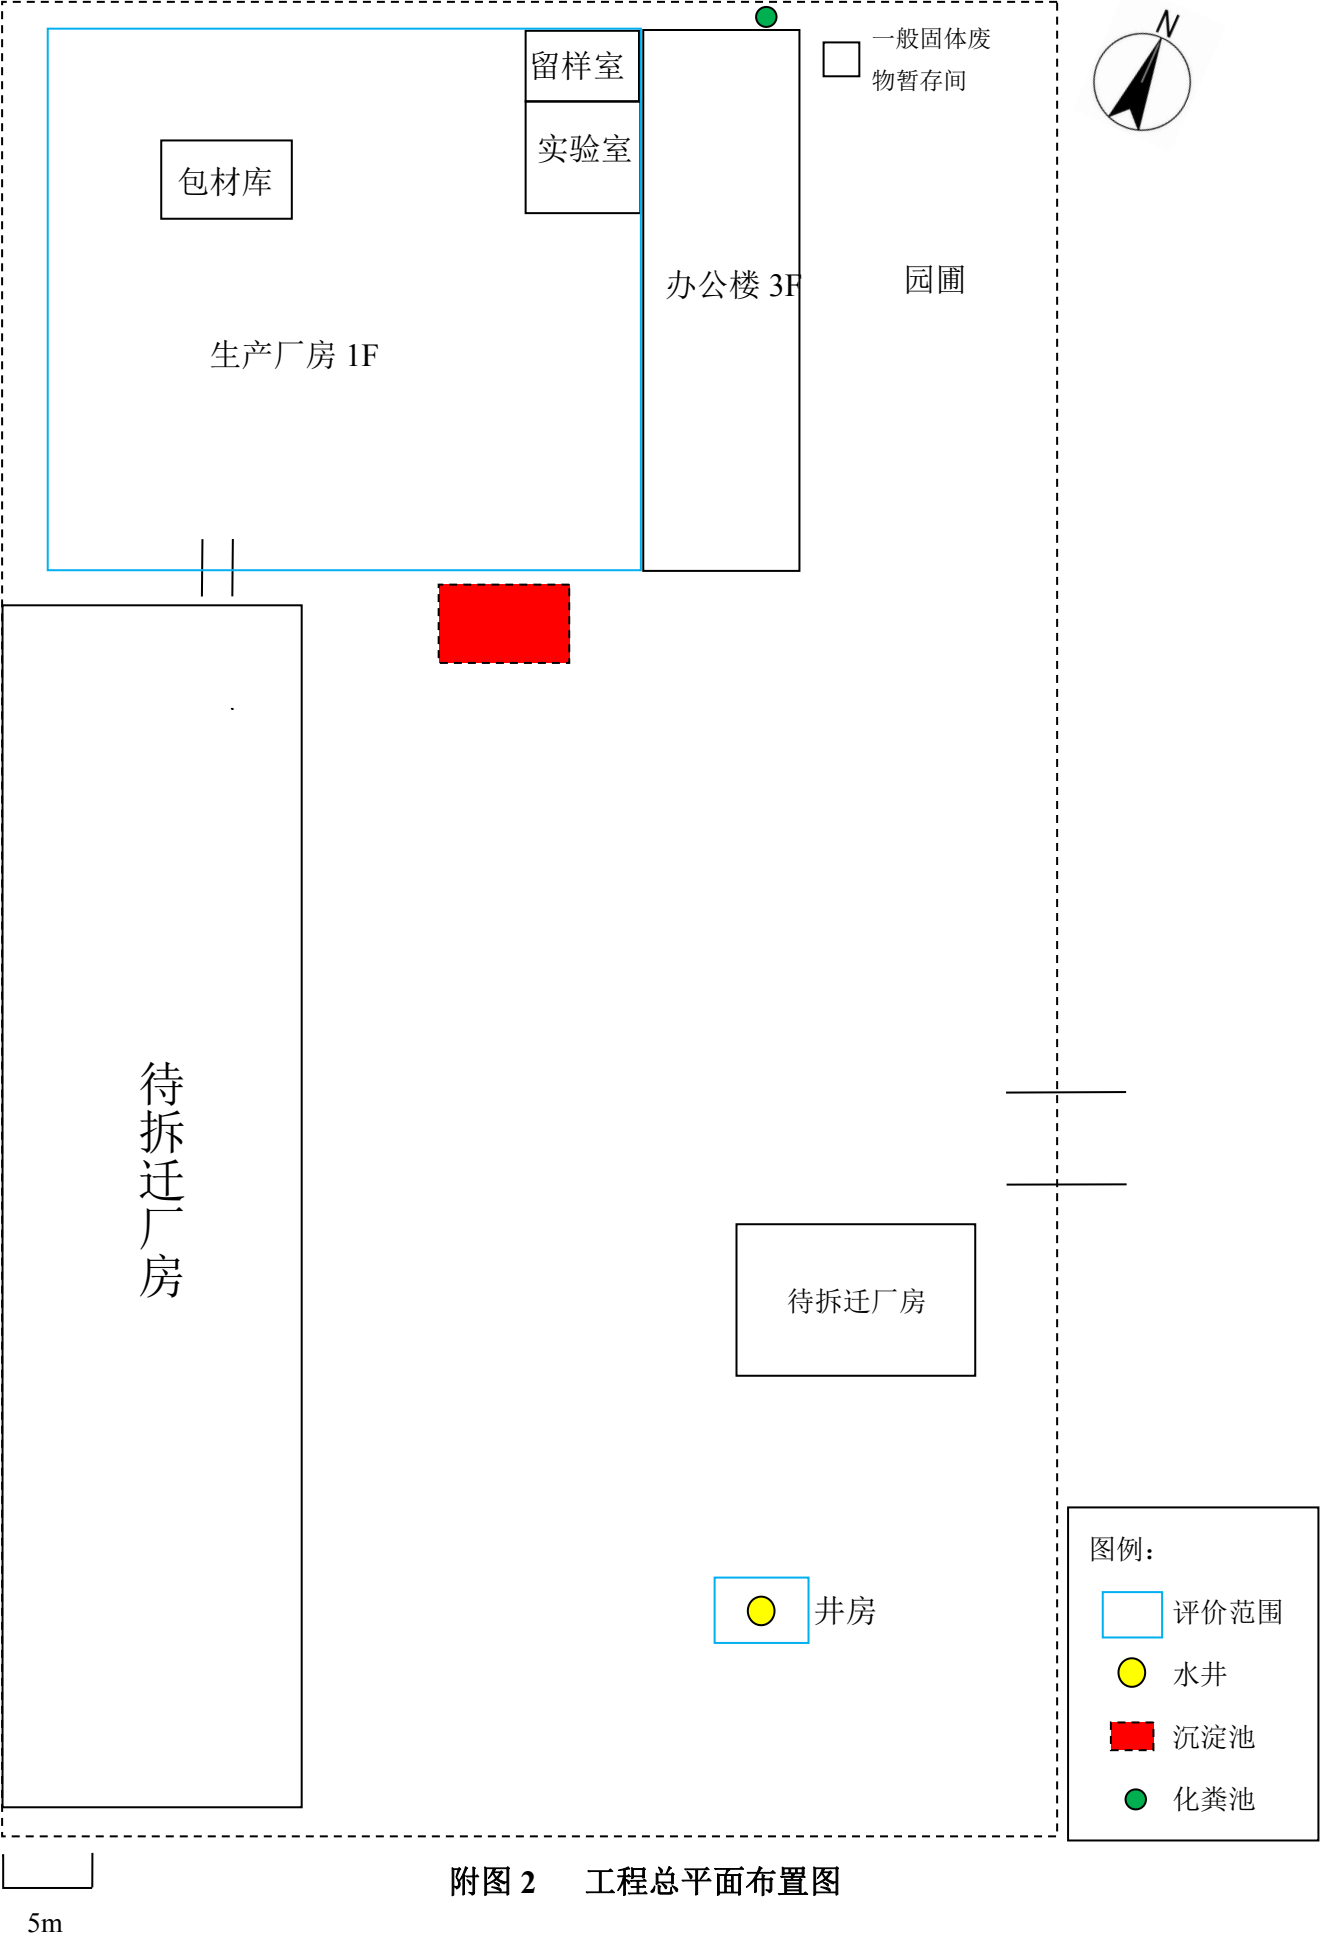 N
一般固体废
物暂存间
留样室
实验室
包材库
办公楼 3F
园圃
生产厂房 1F
待拆迁厂房
待拆迁厂房
井房
图例：
评价范围
水井
沉淀池
化粪池
附图 2 工程总平面布置图
5m